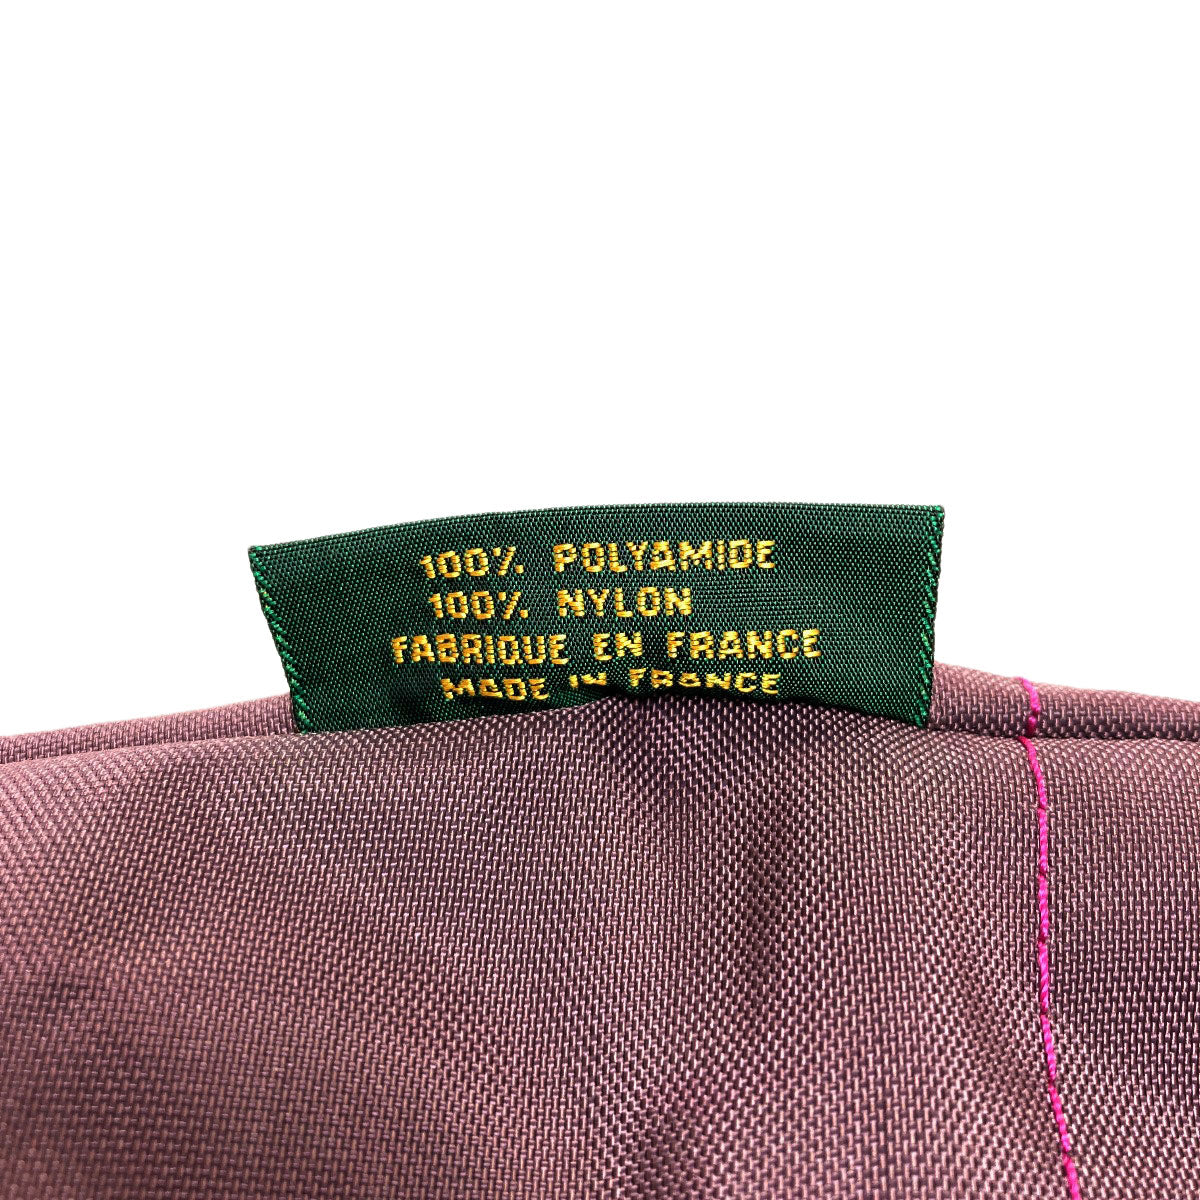 100% POLYAMIDE
100% NYLON
FABRIQUE EN FRANCE
MADE IN FRANCE